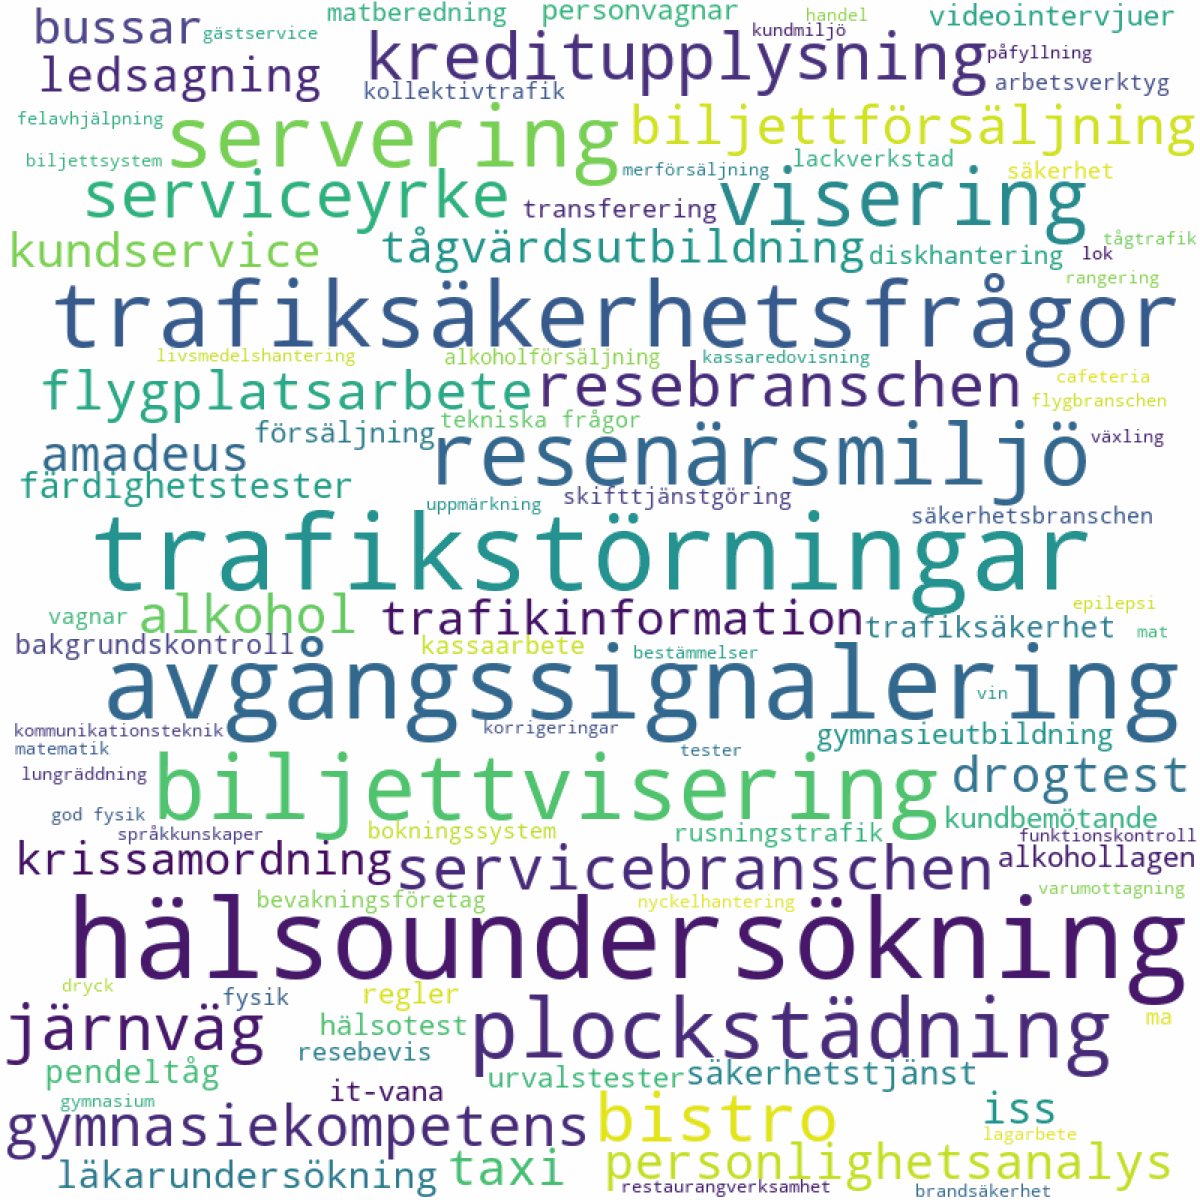 bussar
gästservice
matberedning
personvagnar
handel
videointervjuer
ledsagning
kreditupplysning
kundmiljö
påfyllning
kollektivtrafik
arbetsverktyg
felavhjälpning
servering
biljettförsäljning
biljettsystem
merförsäljning
lackverkstad
säkerhet
serviceyrke
transferering
visering
kundservice
tågvärdsutbildning
diskhantering
lok
tågtrafik
rangering
trafiksäkerhetsfrågor
livsmedelshantering
alkoholförsäljning
kassaredovisning
flygplatsarbete
resebranschen
cafeteria
flygbranschen
tekniska frågor
amadeus
försäljning
resenärsmiljö
växling
färdighetstester
uppmärkning
skifttjänstgöring
säkerhetsbranschen
trafikstörningar
vagnar
alkohol
trafikinformation
trafiksäkerhet
epilepsi
mat
bakgrundskontroll
kassaarbete
bestämmelser
avgångssignalering
vin
kommunikationsteknik
korrigeringar
gymnasieutbildning
matematik
tester
lungräddning
biljettvisering
drogtest
god fysik
språkkunskaper
bokningssystem
rusningstrafik
kundbemötande
funktionskontroll
krissamordning
servicebranschen
alkohollagen
bevakningsföretag
nyckelhantering
varumottagning
hälsoundersökning
dryck
fysik
regler
järnväg
hälsotest
plockstädning
ma
resebevis
pendeltåg
urvalstester
säkerhetstjänst
gymnasium
it-vana
gymnasiekompetens
bistro
iss
lagarbete
läkarundersökning
taxi
personlighetsanalys
restaurangverksamhet
brandsäkerhet